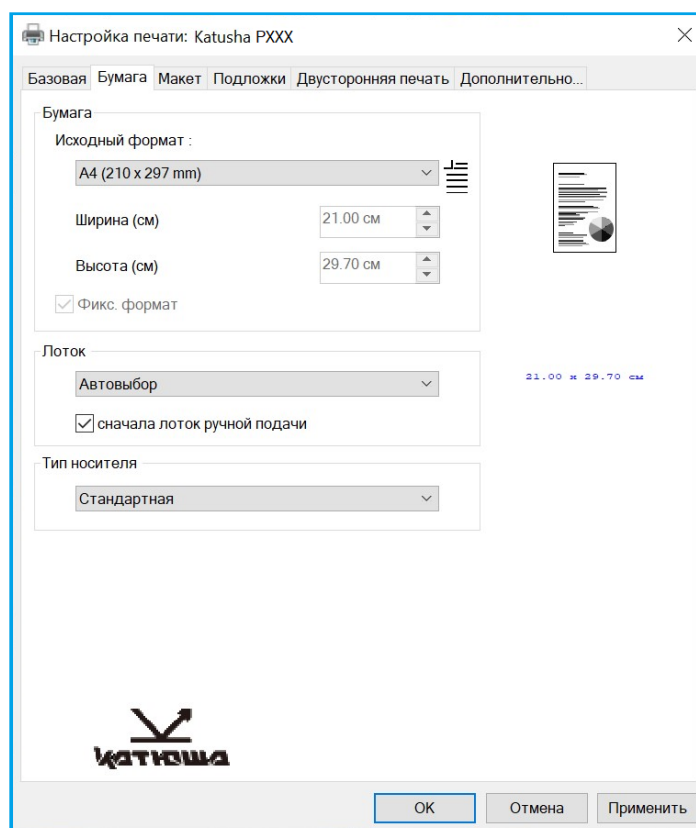 Настройка печати: Katusha PXXX
Базовая Бумага Макет Подложки Двусторонняя печать Дополнительно...
Бумага
Исходный формат :
A4 (210 x 297 mm)
Ширина (см) 21.00 см
Высота (см) 29.70 см
Фикс. формат
Лоток
Автовыбор
21.00 x 29.70 см
сначала лоток ручной подачи
Тип носителя
Стандартная
катюша
OK Отмена Применить